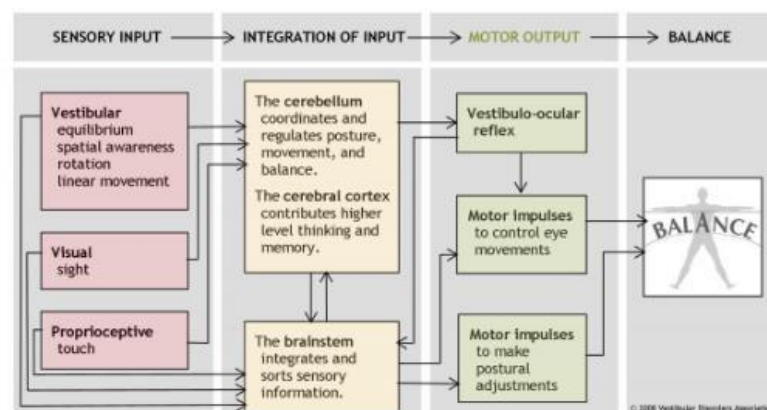 SENSORY INPUT
INTEGRATION OF INPUT
MOTOR OUTPUT
BALANCE
Vestibular
equilibrium
spatial awareness
rotation
linear movement
Visual
sight
Proprioceptive
touch
The cerebellum
coordinates and
regulates posture,
movement, and
balance.
The cerebral cortex
contributes higher
level thinking and
memory.
The brainstem
integrates and
sorts sensory
information.
Vestibulo-ocular
reflex
Motor impulses
to control eye
movements
Motor impulses
to make
postural
adjustments
BALANCE
Vestibular Disorders